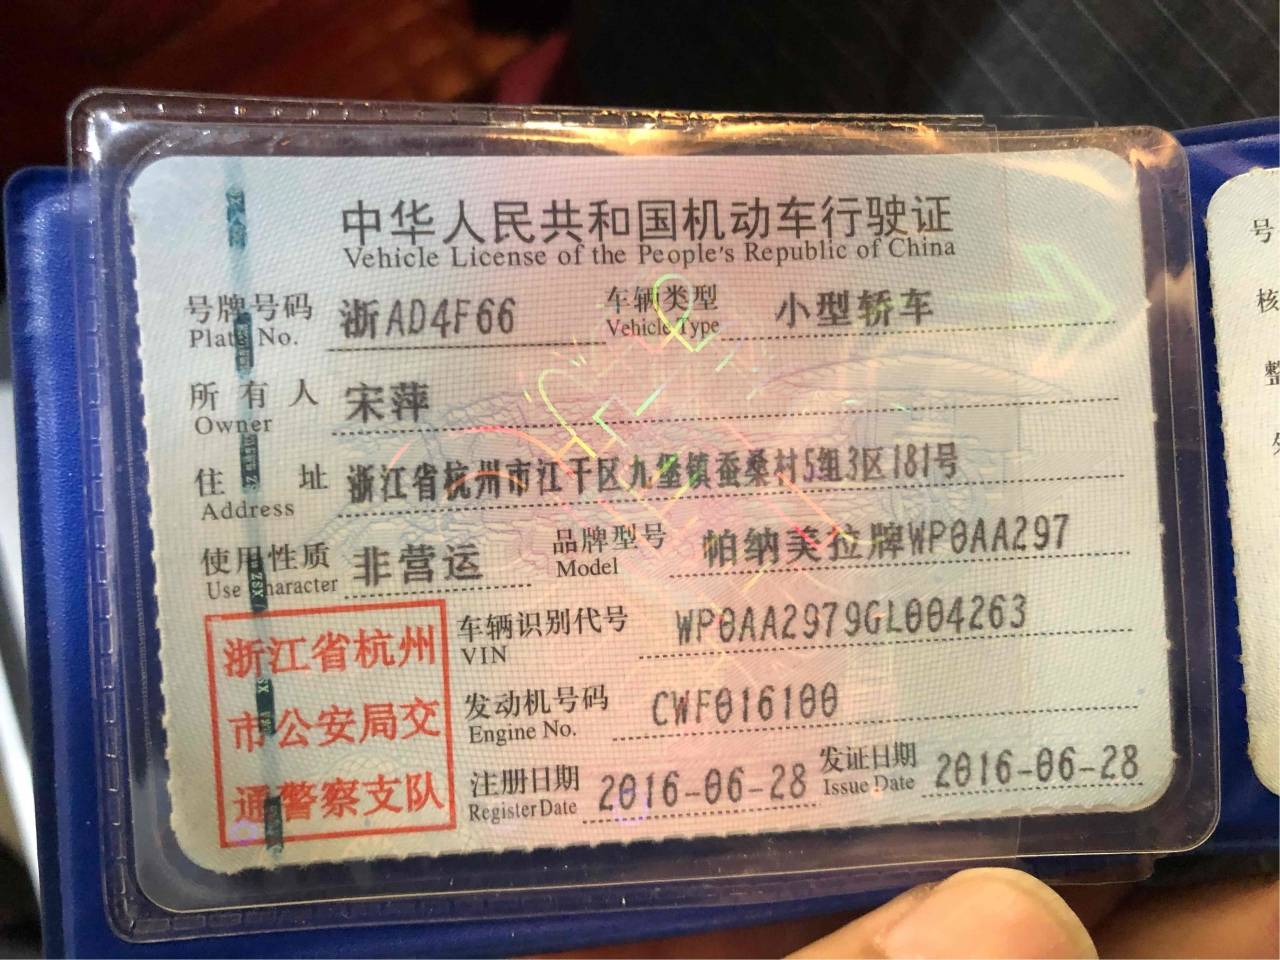 中华人民共和国机动车行驶证
Vehicle License of the People's Republic of China
号牌号码 浙AD4F66 车辆类型 小型轿车
Plate No. Vehicle Type
所有人 宋萍
Owner
住址 浙江省杭州市江干区九堡镇蚕桑村5组3区181号
Address
使用性质 非营运 品牌型号 帕纳美拉牌WP0AA297
Use Character Model
浙江省杭州
市公安局交
通警察支队
车辆识别代号 WP0AA2979GL004263
VIN
发动机号码 CWF016100
Engine No.
注册日期 2016-06-28 发证日期 2016-06-28
Register Date Issue Date
号
核
整